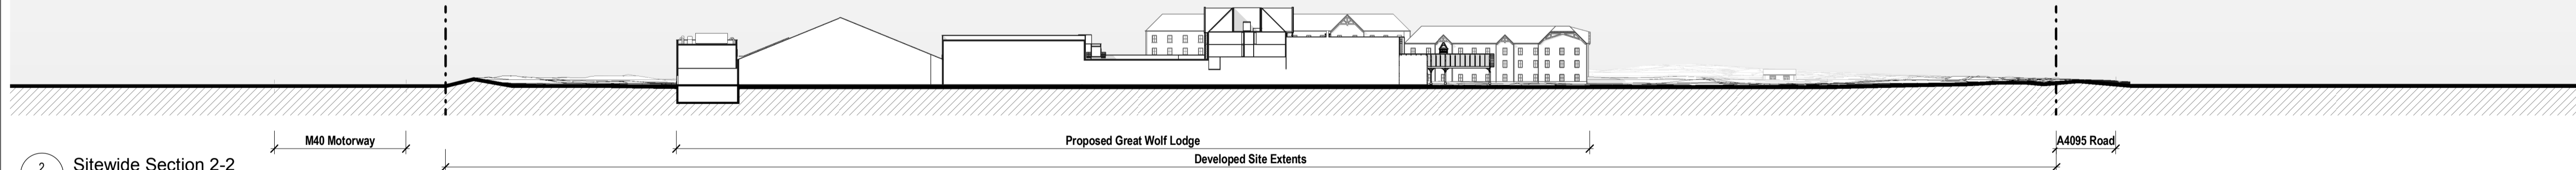 M40 Motorway
Proposed Great Wolf Lodge
A4095 Road
Developed Site Extents
2 Sitewide Section 2-2